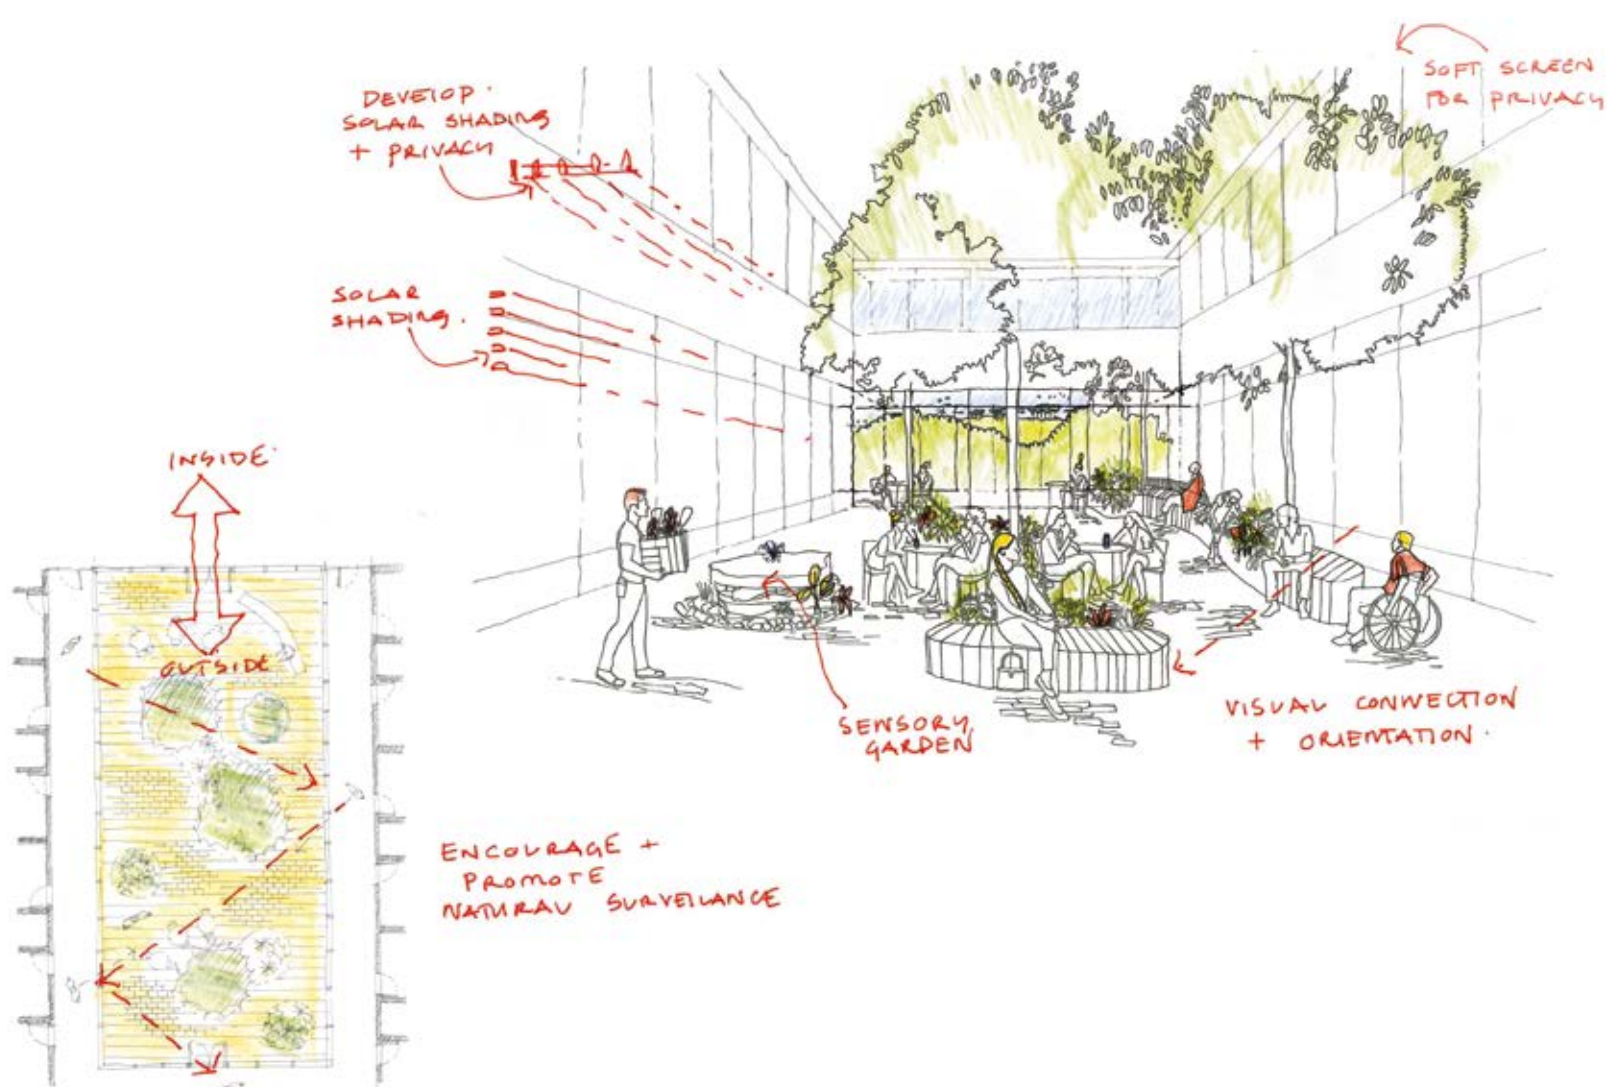 DEVELOP.
SOLAR SHADING
+ PRIVACY
SOFT SCREEN
FOR PRIVACY
SOLAR
SHADING.
INSIDE.
OUTSIDE
SENSORY
GARDEN
VISUAL CONNECTION
+ ORIENTATION.
ENCOURAGE +
PROMOTE
NATURAL SURVEILANCE